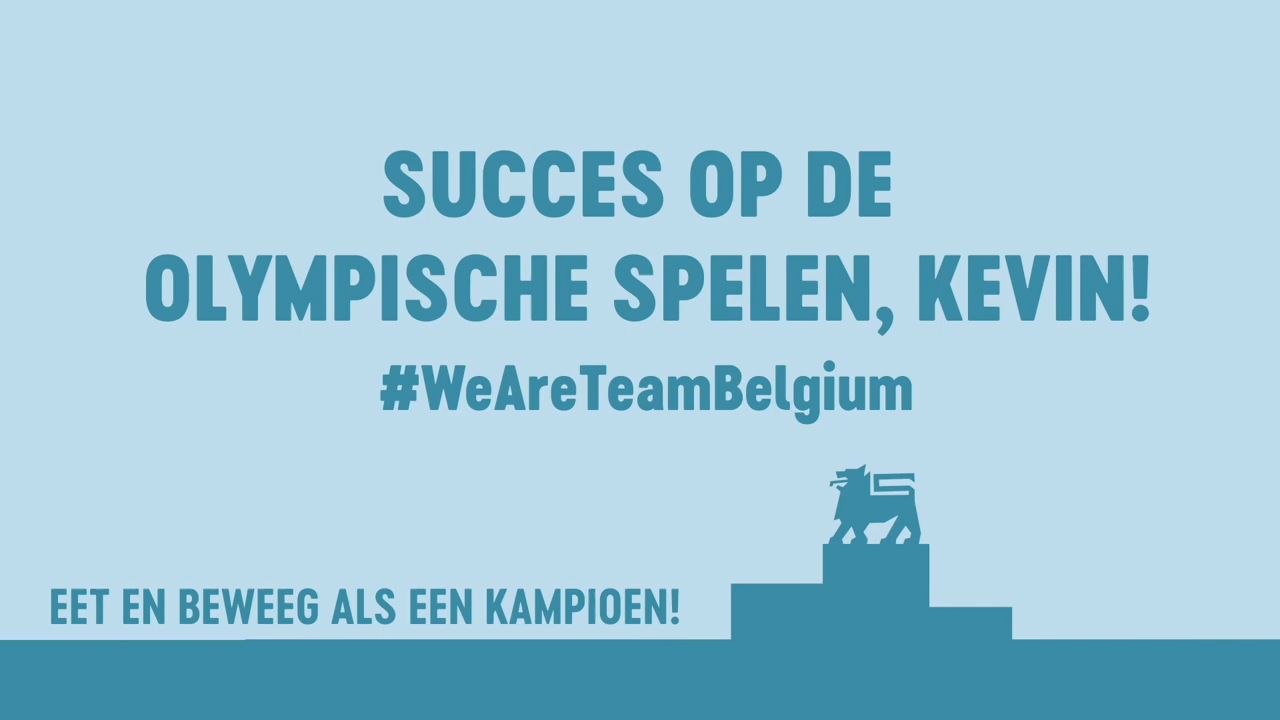 SUCCES OP DE
OLYMPISCHE SPELEN, KEVIN!
#WeAreTeamBelgium
EET EN BEWEEG ALS EEN KAMPIOEN!